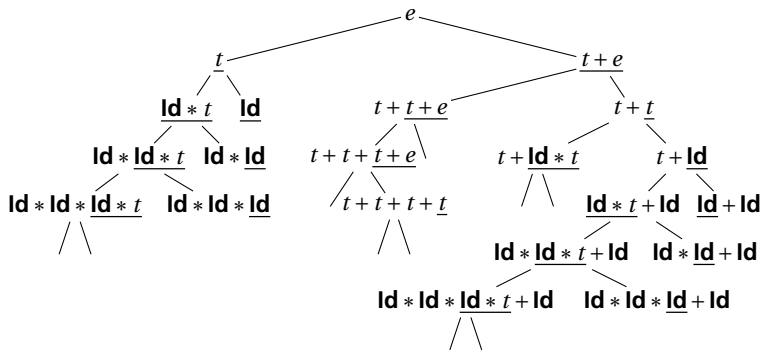 e
t t + e
Id ∗ t Id t + t + e t + t
Id ∗ Id ∗ t Id ∗ Id t + t + t + e t + Id ∗ t t + Id
Id ∗ Id ∗ Id ∗ t Id ∗ Id ∗ Id t + t + t + t Id ∗ t + Id Id + Id
Id ∗ Id ∗ t + Id Id ∗ Id + Id
Id ∗ Id ∗ Id ∗ t + Id Id ∗ Id ∗ Id + Id